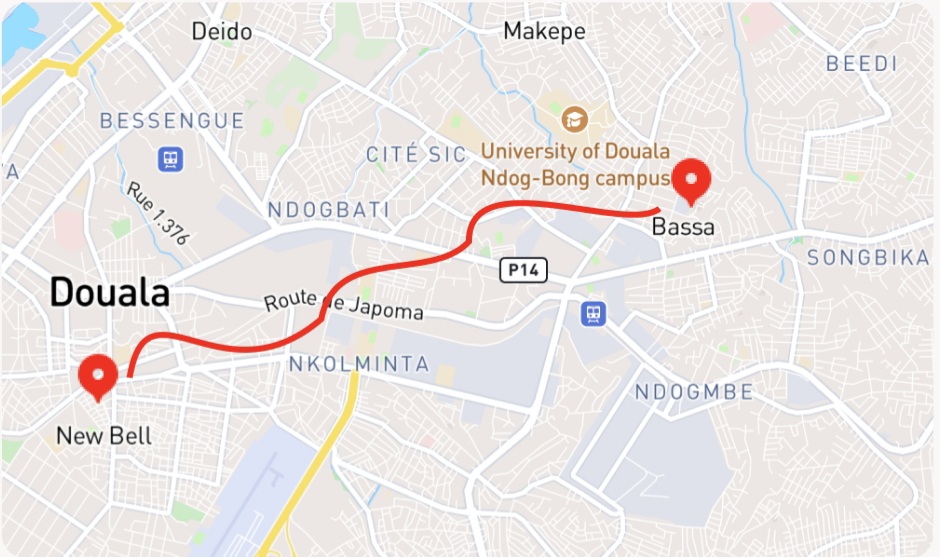 Deido
Makepe
BEEDI
BESSENGUE
CITÉ SIC
University of Douala
Ndog-Bong campus
Rue 1.376
NDOGBATI
Bassa
SONGBIKA
P14
Douala
Route de Japoma
NKOLMINTA
NDOGMBE
New Bell